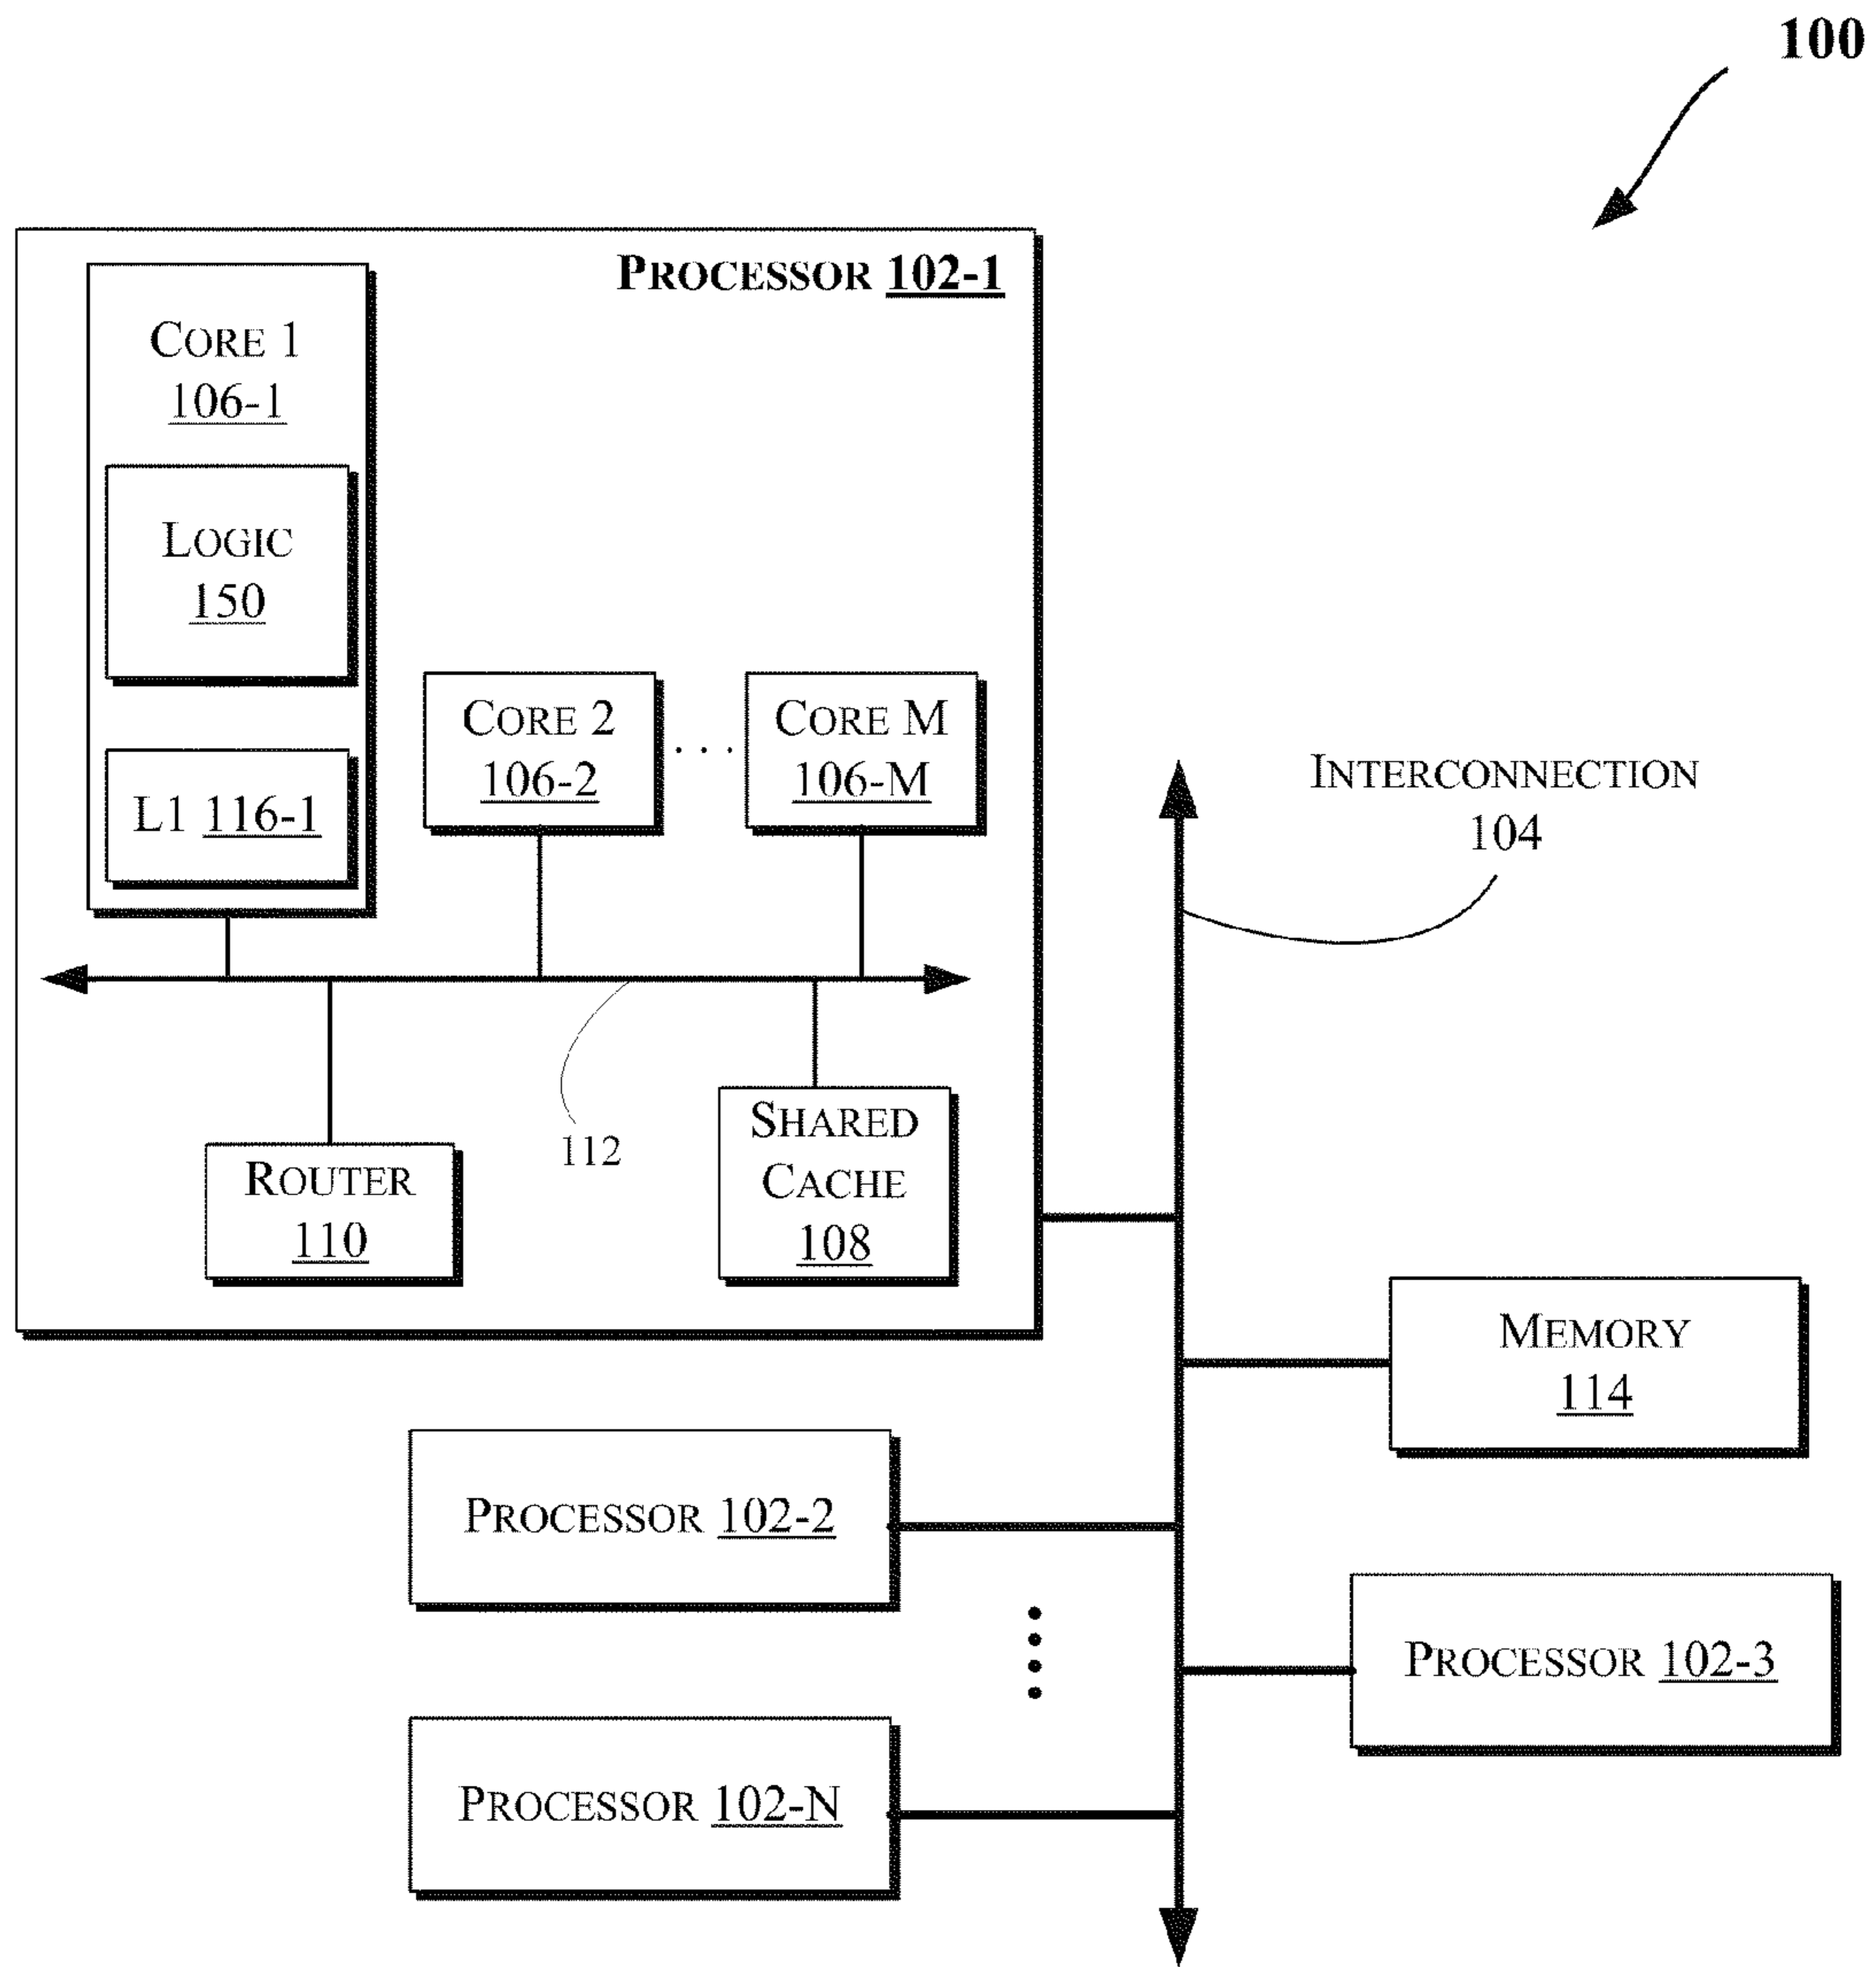 100
PROCESSOR 102-1
CORE 1
106-1
LOGIC
150
L1 116-1
CORE 2
106-2
. . .
CORE M
106-M
INTERCONNECTION
104
112
ROUTER
110
SHARED
CACHE
108
MEMORY
114
PROCESSOR 102-2
PROCESSOR 102-3
PROCESSOR 102-N